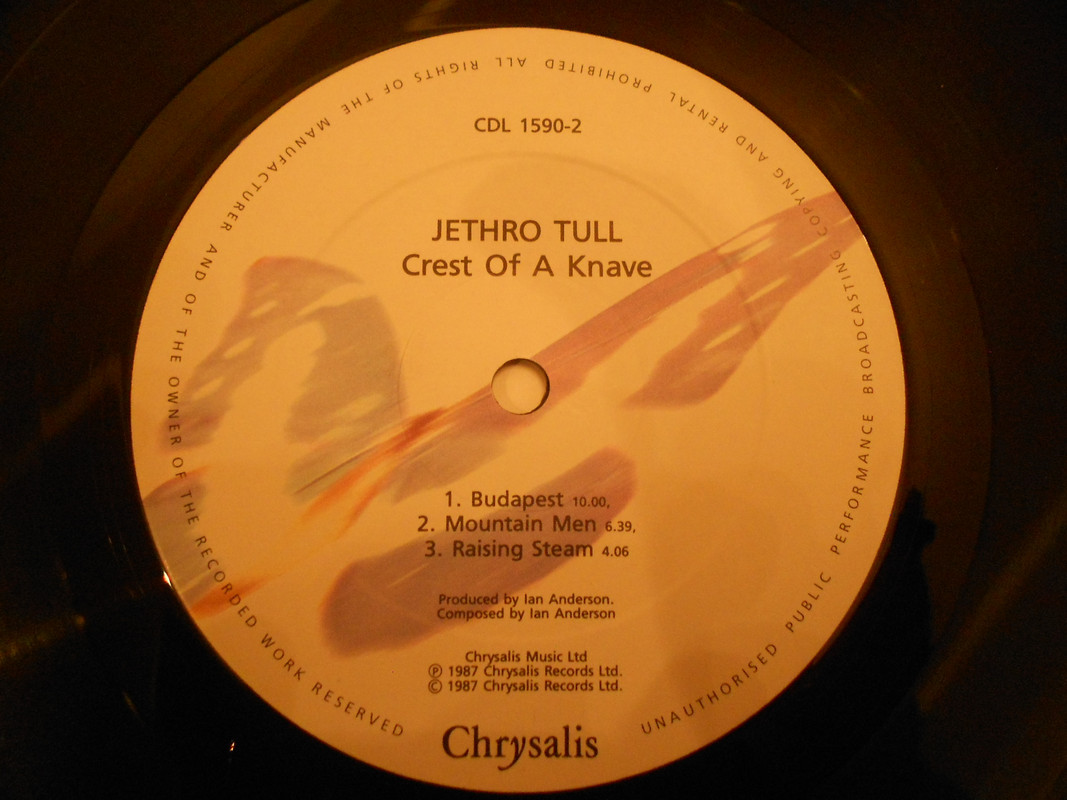 CDL 1590-2
JETHRO TULL
Crest Of A Knave
1. Budapest 10.00,
2. Mountain Men 6.39,
3. Raising Steam 4.06
Produced by Ian Anderson.
Composed by Ian Anderson
Chrysalis Music Ltd
Ⓟ 1987 Chrysalis Records Ltd.
© 1987 Chrysalis Records Ltd.
Chrysalis
ALL RIGHTS OF THE MANUFACTURER AND OF THE OWNER OF THE RECORDED WORK RESERVED UNAUTHORISED PUBLIC PERFORMANCE BROADCASTING COPYING AND RENTAL PROHIBITED